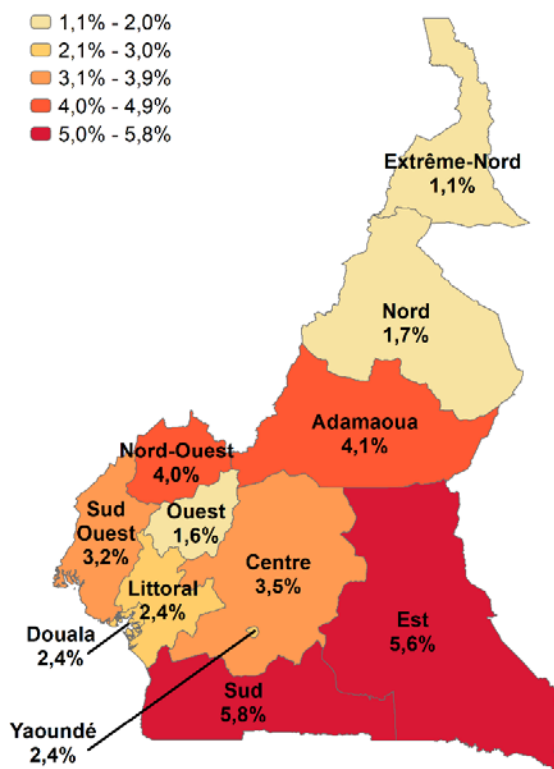 1,1% - 2,0%
2,1% - 3,0%
3,1% - 3,9%
4,0% - 4,9%
5,0% - 5,8%
Extrême-Nord
1,1%
Nord
1,7%
Adamaoua
4,1%
Nord-Ouest
4,0%
Sud
Ouest
3,2%
Ouest
1,6%
Centre
3,5%
Littoral
2,4%
Douala
2,4%
Est
5,6%
Sud
5,8%
Yaoundé
2,4%